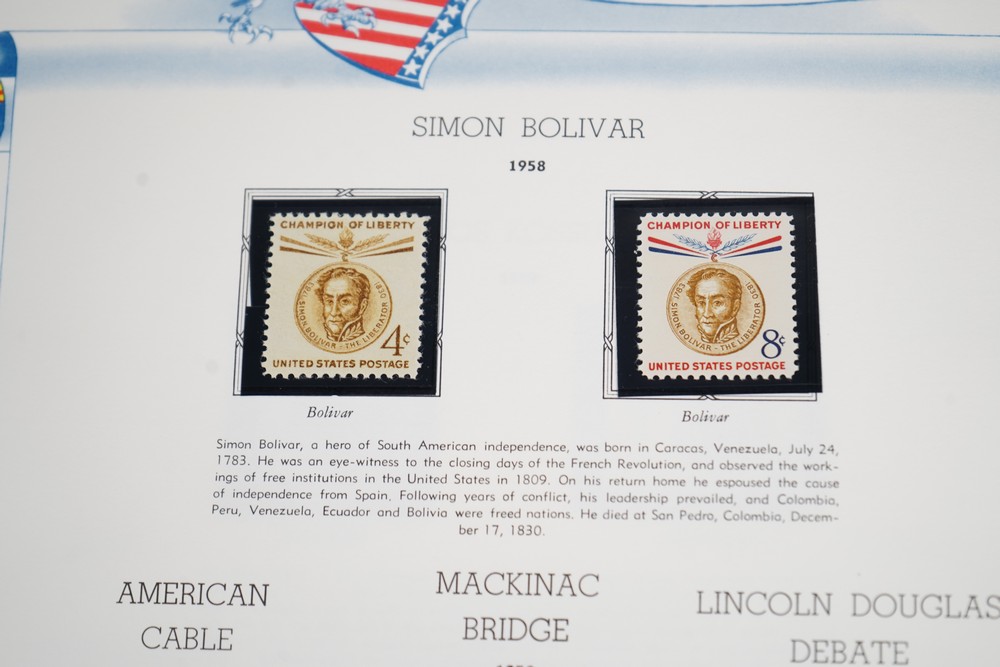 SIMON BOLIVAR
1958
CHAMPION OF LIBERTY
1783 · SIMON BOLIVAR - THE LIBERATOR · 1830
4¢
UNITED STATES POSTAGE
CHAMPION OF LIBERTY
1783 · SIMON BOLIVAR - THE LIBERATOR · 1830
8¢
UNITED STATES POSTAGE
Bolivar
Bolivar
Simon Bolivar, a hero of South American independence, was born in Caracas, Venezuela, July 24,
1783. He was an eye-witness to the closing days of the French Revolution, and observed the work-
ings of free institutions in the United States in 1809. On his return home he espoused the cause
of independence from Spain. Following years of conflict, his leadership prevailed, and Colombia,
Peru, Venezuela, Ecuador and Bolivia were freed nations. He died at San Pedro, Colombia, Decem-
ber 17, 1830.
AMERICAN
CABLE
MACKINAC
BRIDGE
LINCOLN DOUGLAS
DEBATE